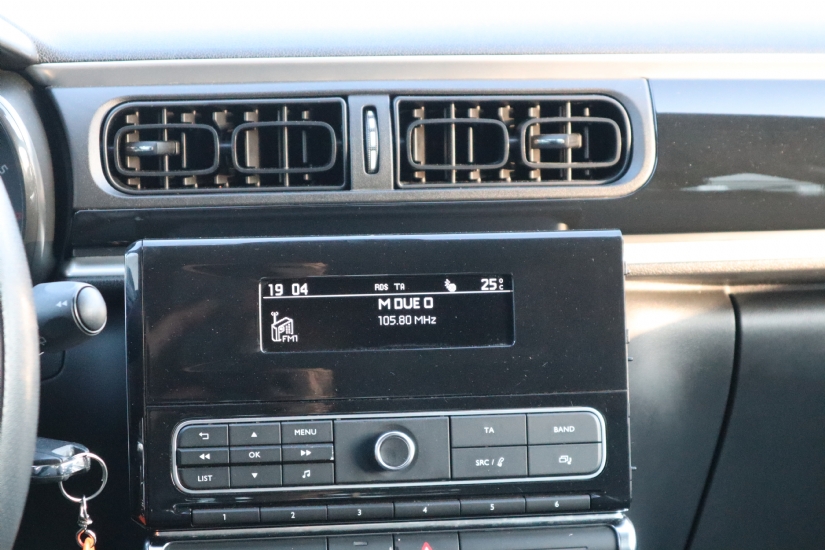 19 04 RDS TA 25°C
M DUE O
105.80 MHz
FM1
MENU
TA
BAND
OK
LIST
SRC /
1 2 3 4 5 6